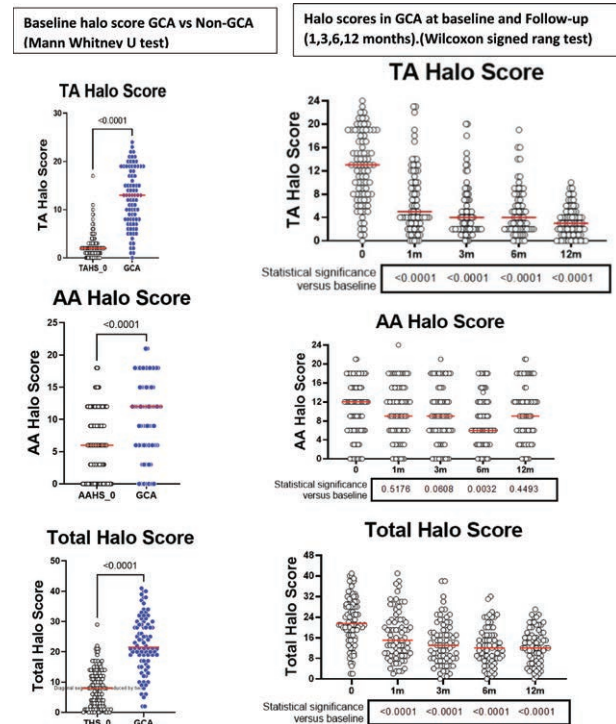 Baseline halo score GCA vs Non-GCA
(Mann Whitney U test)
Halo scores in GCA at baseline and Follow-up
(1,3,6,12 months).(Wilcoxon signed rang test)
TA Halo Score
<0.0001
TA Halo Score
30
20
10
0
TAHS_0 GCA
TA Halo Score
TA Halo Score
24
20
16
12
8
4
0
0 1m 3m 6m 12m
Statistical significance
versus baseline
<0.0001 <0.0001 <0.0001 <0.0001
AA Halo Score
<0.0001
AA Halo Score
25
20
15
10
5
0
AAHS_0 GCA
AA Halo Score
AA Halo Score
24
20
16
12
8
4
0
0 1m 3m 6m 12m
Statistical significance
versus baseline
0.5176 0.0608 0.0032 0.4493
Total Halo Score
<0.0001
Total Halo Score
50
40
30
20
10
0
THS_0 GCA
Total Halo Score
Total Halo Score
48
40
32
24
16
8
0
0 1m 3m 6m 12m
Statistical significance
versus baseline
<0.0001 <0.0001 <0.0001 <0.0001